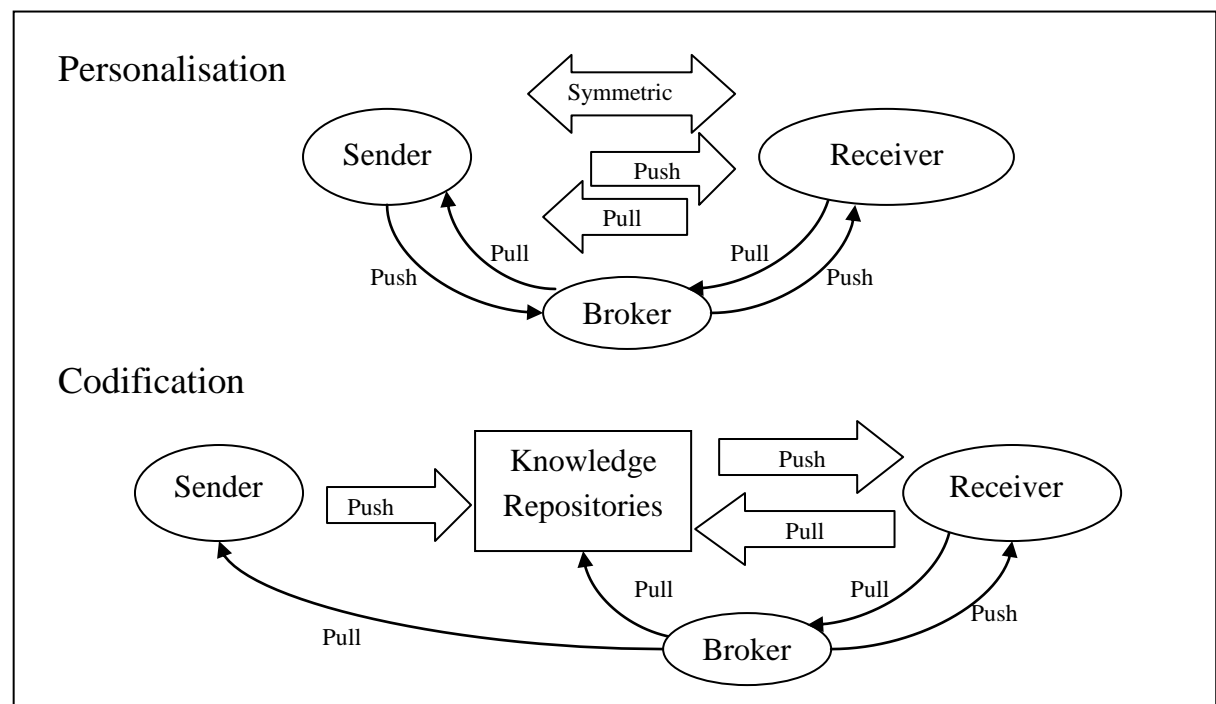 Personalisation
Symmetric
Sender
Receiver
Push
Pull
Pull
Pull
Push
Push
Broker
Codification
Knowledge
Repositories
Push
Sender
Receiver
Push
Pull
Pull
Pull
Push
Pull
Broker